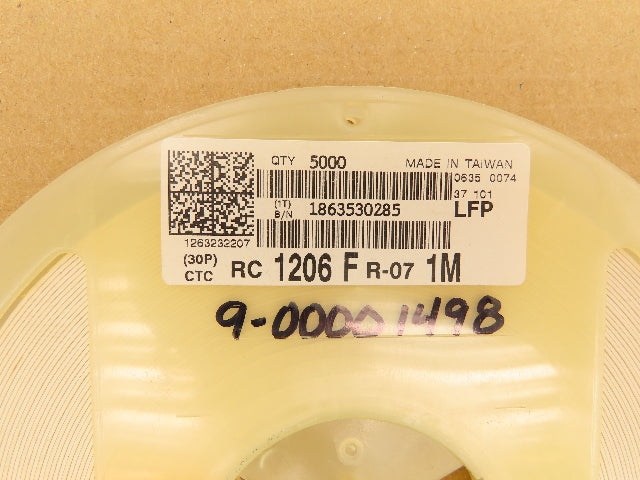 QTY 5000 MADE IN TAIWAN
0635 0074
37 101
(1T) B/N 1863530285 LFP
1263232207
(30P) CTC RC 1206 F R-07 1M
9-00001498